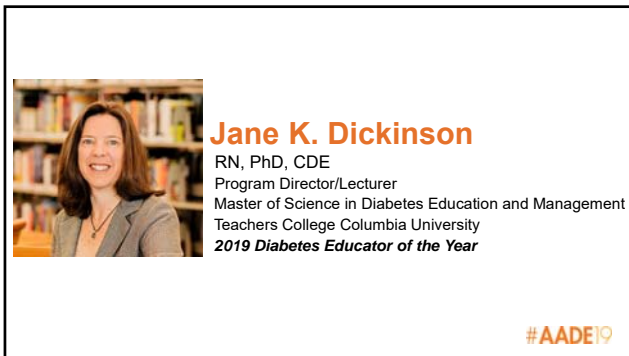 Jane K. Dickinson
RN, PhD, CDE
Program Director/Lecturer
Master of Science in Diabetes Education and Management
Teachers College Columbia University
2019 Diabetes Educator of the Year
#AADE19